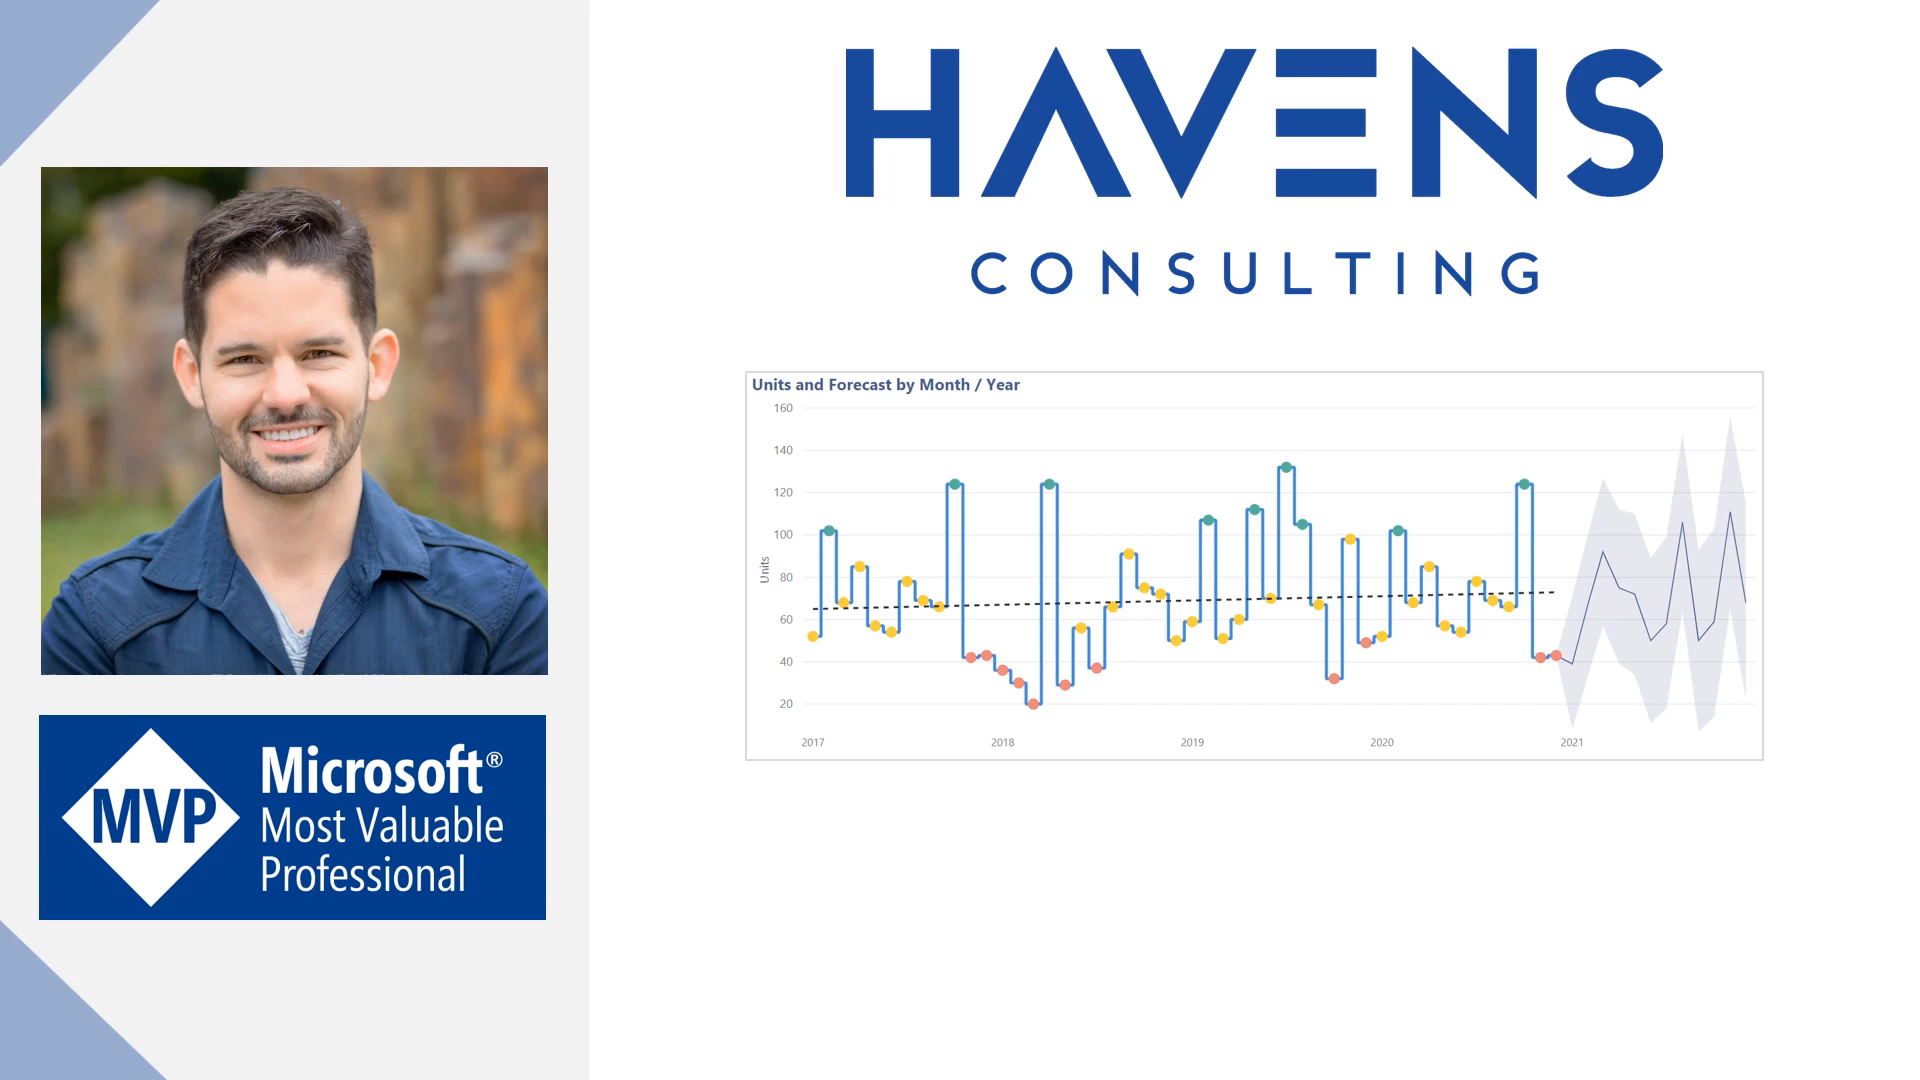 HAVENS
CONSULTING
MVP
Microsoft®
Most Valuable
Professional
Units and Forecast by Month / Year
160
140
120
100
80
60
40
20
Units
2017 2018 2019 2020 2021